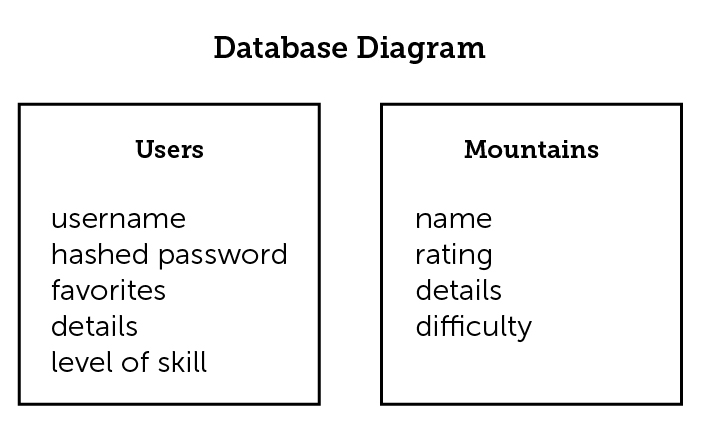 Database Diagram
Users
username
hashed password
favorites
details
level of skill
Mountains
name
rating
details
difficulty